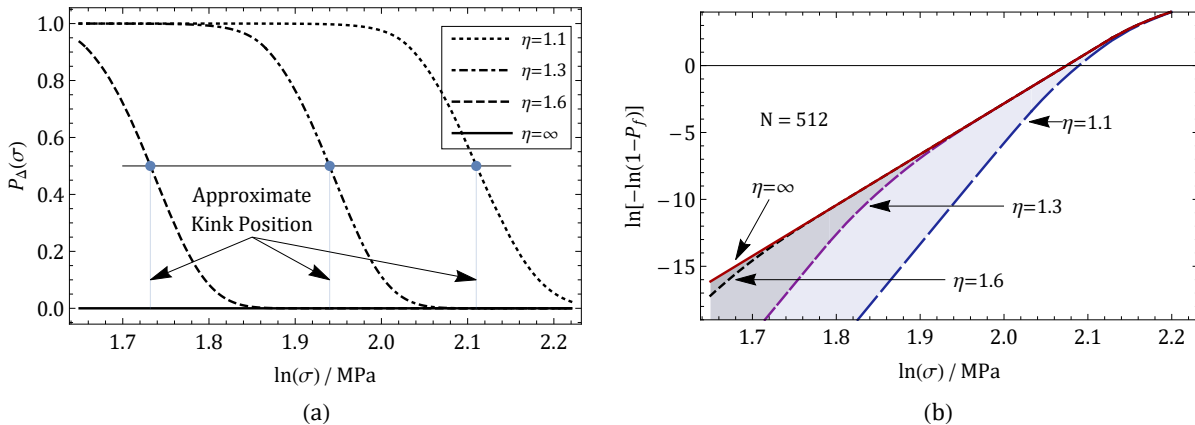 1.0
0.8
0.6
0.4
0.2
0.0
P_Δ(σ)
η=1.1
η=1.3
η=1.6
η=∞
Approximate
Kink Position
1.7
1.8
1.9
2.0
2.1
2.2
ln(σ) / MPa
(a)
0
−5
−10
−15
ln[−ln(1−P_f)]
N = 512
η=1.1
η=∞
η=1.3
η=1.6
1.7
1.8
1.9
2.0
2.1
2.2
ln(σ) / MPa
(b)